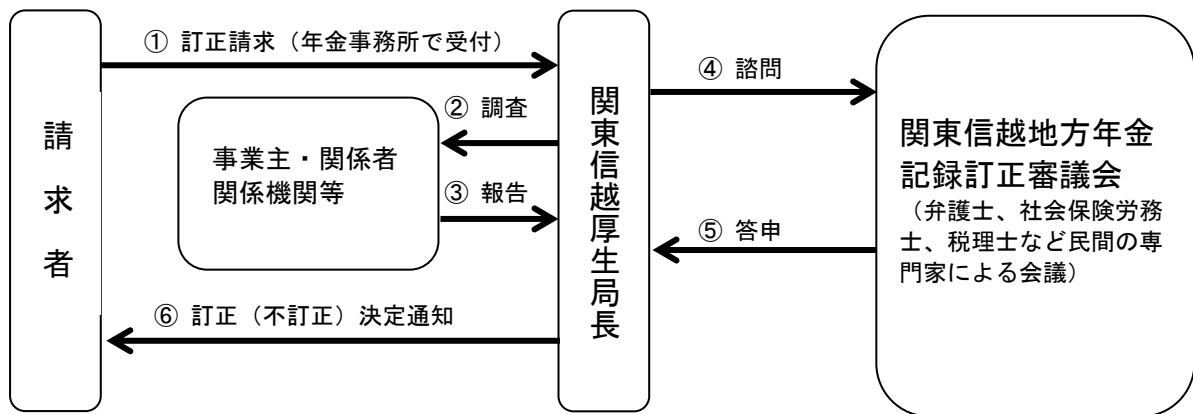 請求者
① 訂正請求（年金事務所で受付）
② 調査
事業主・関係者
関係機関等
③ 報告
⑥ 訂正（不訂正）決定通知
関東信越厚生局長
④ 諮問
⑤ 答申
関東信越地方年金
記録訂正審議会
（弁護士、社会保険労務
士、税理士など民間の専
門家による会議）